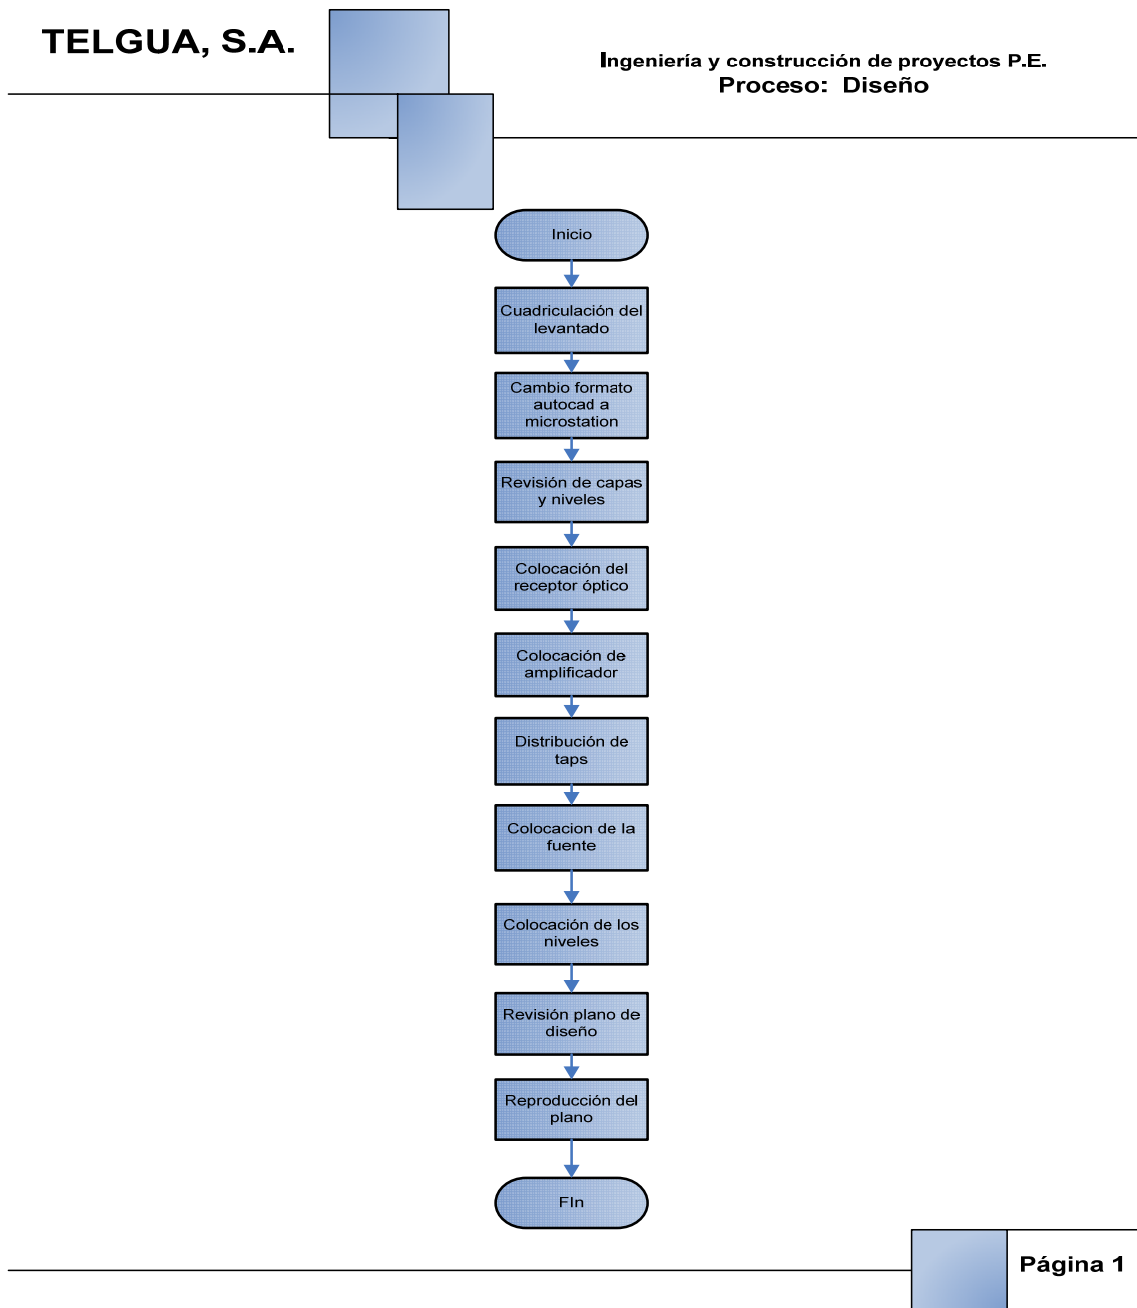 TELGUA, S.A.
Ingeniería y construcción de proyectos P.E.
Proceso: Diseño
Inicio
Cuadriculación del
levantado
Cambio formato
autocad a
microstation
Revisión de capas
y niveles
Colocación del
receptor óptico
Colocación de
amplificador
Distribución de
taps
Colocacion de la
fuente
Colocación de los
niveles
Revisión plano de
diseño
Reproducción del
plano
FIn
Página 1